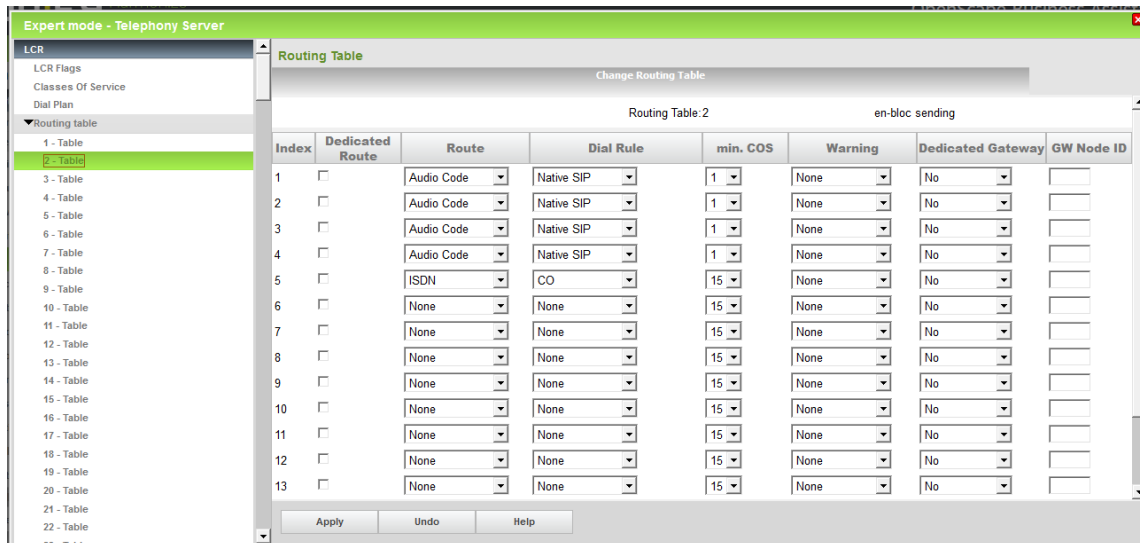 Expert mode - Telephony Server
LCR
LCR Flags
Classes Of Service
Dial Plan
Routing table
1 - Table
2 - Table
3 - Table
4 - Table
5 - Table
6 - Table
7 - Table
8 - Table
9 - Table
10 - Table
11 - Table
12 - Table
13 - Table
14 - Table
15 - Table
16 - Table
17 - Table
18 - Table
19 - Table
20 - Table
21 - Table
22 - Table
Routing Table
Change Routing Table
Routing Table:2 en-bloc sending
Index Dedicated Route Route Dial Rule min. COS Warning Dedicated Gateway GW Node ID
1 Audio Code Native SIP 1 None No
2 Audio Code Native SIP 1 None No
3 Audio Code Native SIP 1 None No
4 Audio Code Native SIP 1 None No
5 ISDN CO 15 None No
6 None None 15 None No
7 None None 15 None No
8 None None 15 None No
9 None None 15 None No
10 None None 15 None No
11 None None 15 None No
12 None None 15 None No
13 None None 15 None No
Apply Undo Help